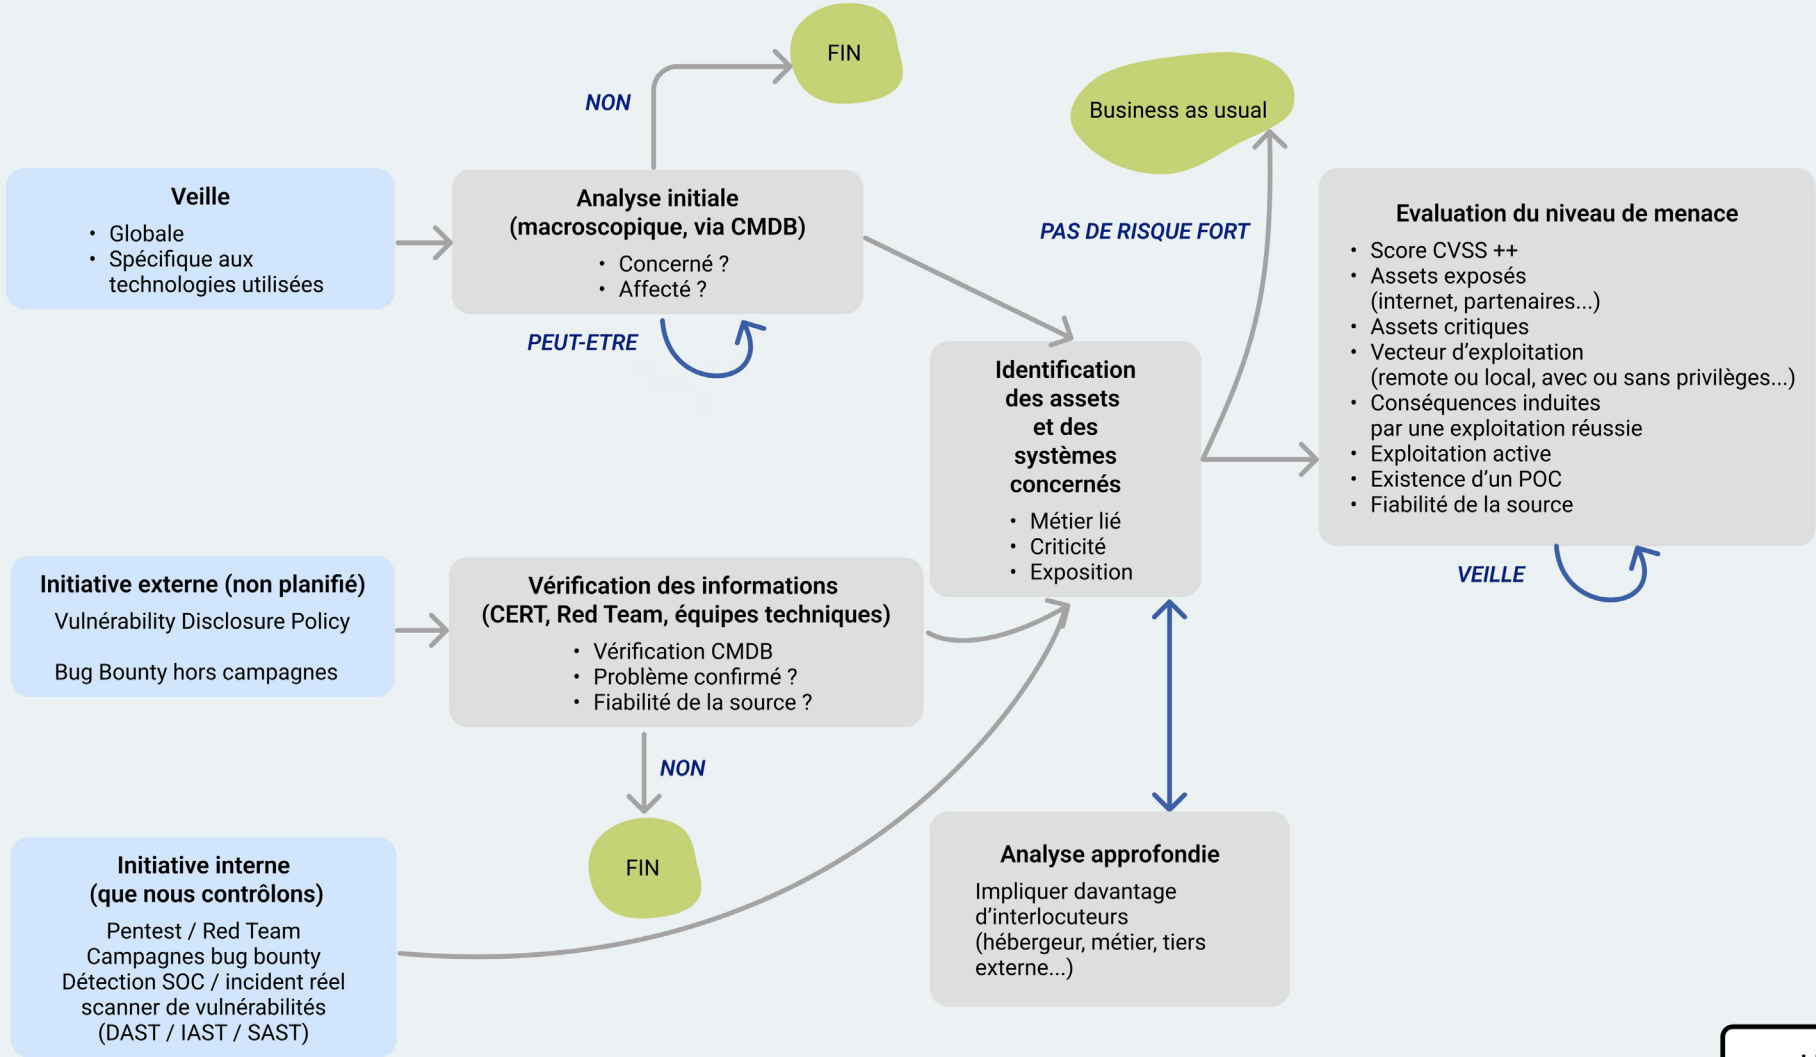 FIN
NON
Business as usual
Veille
• Globale
• Spécifique aux
technologies utilisées
Analyse initiale
(macroscopique, via CMDB)
• Concerné ?
• Affecté ?
PEUT-ETRE
PAS DE RISQUE FORT
Evaluation du niveau de menace
• Score CVSS ++
• Assets exposés
(internet, partenaires...)
• Assets critiques
• Vecteur d'exploitation
(remote ou local, avec ou sans privilèges...)
• Conséquences induites
par une exploitation réussie
• Exploitation active
• Existence d'un POC
• Fiabilité de la source
VEILLE
Identification
des assets
et des
systèmes
concernés
• Métier lié
• Criticité
• Exposition
Initiative externe (non planifié)
Vulnérability Disclosure Policy
Bug Bounty hors campagnes
Vérification des informations
(CERT, Red Team, équipes techniques)
• Vérification CMDB
• Problème confirmé ?
• Fiabilité de la source ?
NON
FIN
Initiative interne
(que nous contrôlons)
Pentest / Red Team
Campagnes bug bounty
Détection SOC / incident réel
scanner de vulnérabilités
(DAST / IAST / SAST)
Analyse approfondie
Impliquer davantage
d'interlocuteurs
(hébergeur, métier, tiers
externe...)